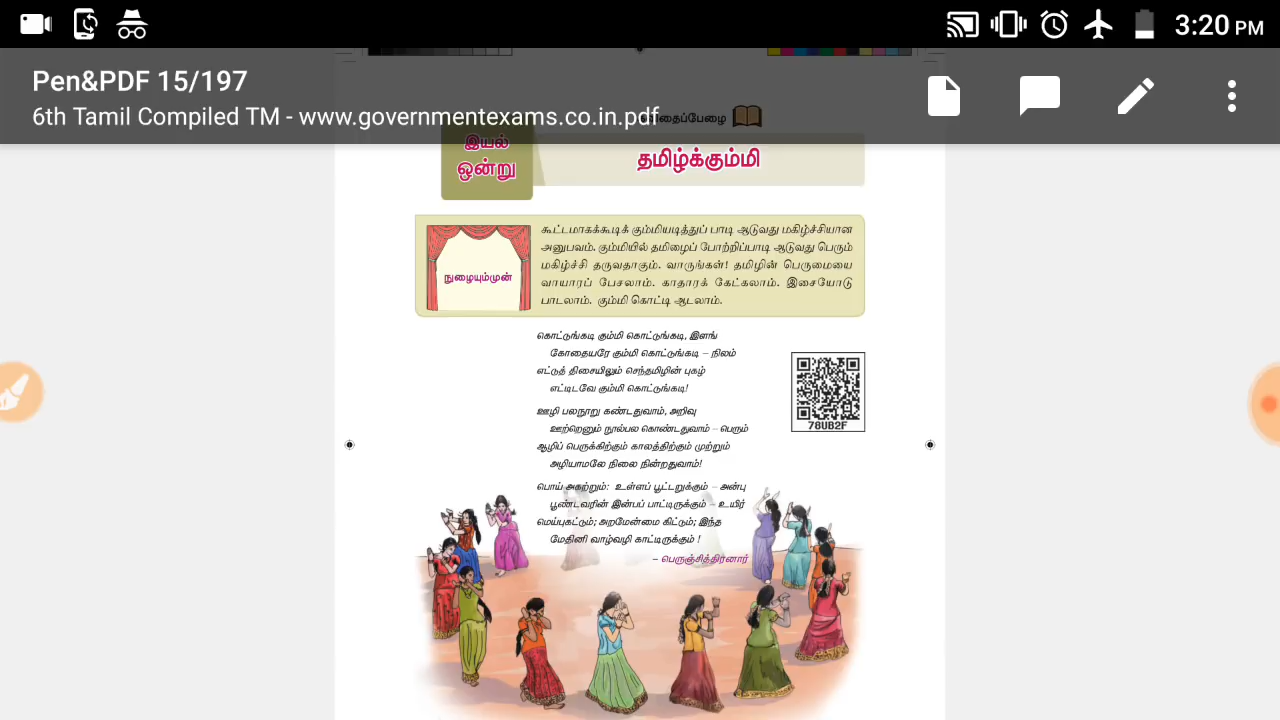 3:20 PM
Pen&PDF 15/197
6th Tamil Compiled TM - www.governmentexams.co.in.pdf
இயல்
ஒன்று
தமிழ்க்கும்மி
நுழையும்முன்
கூட்டமாகக்கூடிக் கும்மியடித்துப் பாடி ஆடுவது மகிழ்ச்சியான
அனுபவம். கும்மியில் தமிழைப் போற்றிப்பாடி ஆடுவது பெரும்
மகிழ்ச்சி தருவதாகும். வாருங்கள்! தமிழின் பெருமையை
வாயாரப் பேசலாம். காதாரக் கேட்கலாம். இசையோடு
பாடலாம். கும்மி கொட்டி ஆடலாம்.
கொட்டுங்கடி கும்மி கொட்டுங்கடி, இளங்
கோதையரே கும்மி கொட்டுங்கடி – நிலம்
எட்டுத் திசையிலும் செந்தமிழின் புகழ்
எட்டிடவே கும்மி கொட்டுங்கடி!
ஊழி பலநூறு கண்டதுவாம், அறிவு
ஊற்றெனும் நூல்பல கொண்டதுவாம் – பெரும்
ஆழிப் பெருக்கிற்கும் காலத்திற்கும் முற்றும்
அழியாமலே நிலை நின்றதுவாம்!
பொய் அகற்றும்: உள்ளப் பூட்டறுக்கும் – அன்பு
பூண்டவரின் இன்பப் பாட்டிருக்கும் – உயிர்
மெய்புகட்டும்; அறமேன்மை கிட்டும்; இந்த
மேதினி வாழ்வழி காட்டிருக்கும் !
– பெருஞ்சித்திரனார்
78UB2F